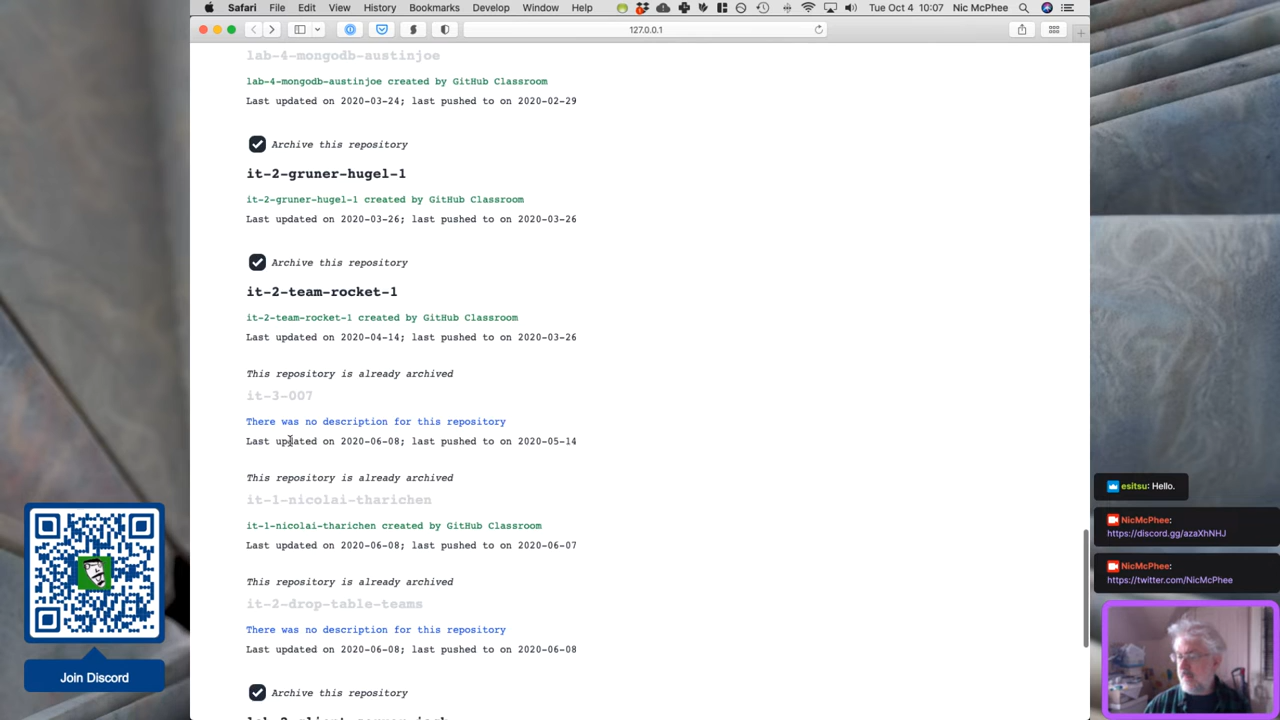 Safari File Edit View History Bookmarks Develop Window Help Tue Oct 4 10:07 Nic McPhee
127.0.0.1
lab-4-mongodb-austinjoe
lab-4-mongodb-austinjoe created by GitHub Classroom
Last updated on 2020-03-24; last pushed to on 2020-02-29
Archive this repository
it-2-gruner-hugel-1
it-2-gruner-hugel-1 created by GitHub Classroom
Last updated on 2020-03-26; last pushed to on 2020-03-26
Archive this repository
it-2-team-rocket-1
it-2-team-rocket-1 created by GitHub Classroom
Last updated on 2020-04-14; last pushed to on 2020-03-26
This repository is already archived
it-3-007
There was no description for this repository
Last updated on 2020-06-08; last pushed to on 2020-05-14
This repository is already archived
it-1-nicolai-tharichen
it-1-nicolai-tharichen created by GitHub Classroom
Last updated on 2020-06-08; last pushed to on 2020-06-07
This repository is already archived
it-2-drop-table-teams
There was no description for this repository
Last updated on 2020-06-08; last pushed to on 2020-06-08
Archive this repository
esitsu: Hello.
NicMcPhee:
https://discord.gg/azaXhNHJ
NicMcPhee:
https://twitter.com/NicMcPhee
Join Discord